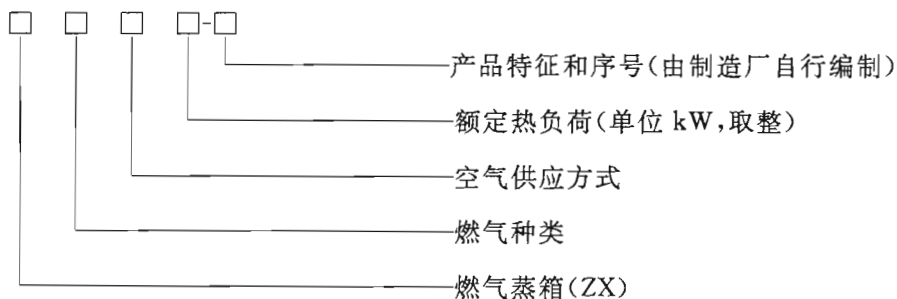 □ □ □ □-□
产品特征和序号(由制造厂自行编制)
额定热负荷(单位 kW,取整)
空气供应方式
燃气种类
燃气蒸箱(ZX)